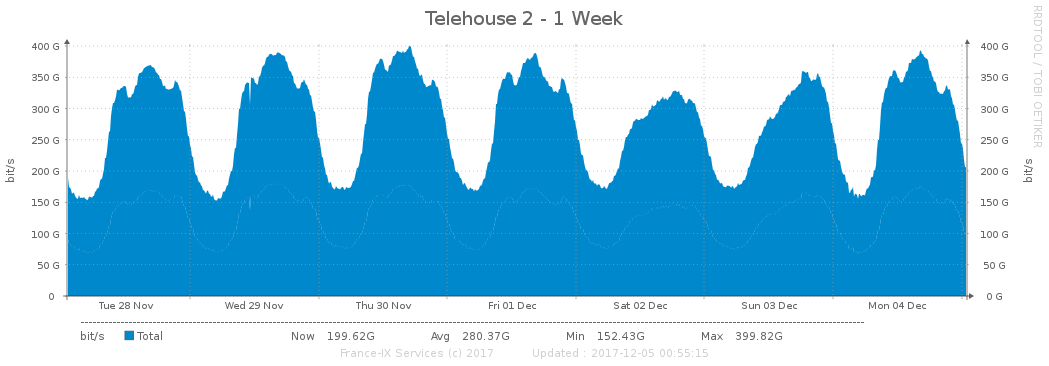 Telehouse 2 - 1 Week
RRDTOOL / TOBI OETIKER
400 G 400 G
350 G 350 G
300 G 300 G
250 G 250 G
200 G 200 G
150 G 150 G
100 G 100 G
50 G 50 G
0 0 G
bit/s
bit/s
Tue 28 Nov Wed 29 Nov Thu 30 Nov Fri 01 Dec Sat 02 Dec Sun 03 Dec Mon 04 Dec
bit/s Total Now 199.62G Avg 280.37G Min 152.43G Max 399.82G
France-IX Services (c) 2017 Updated : 2017-12-05 00:55:15